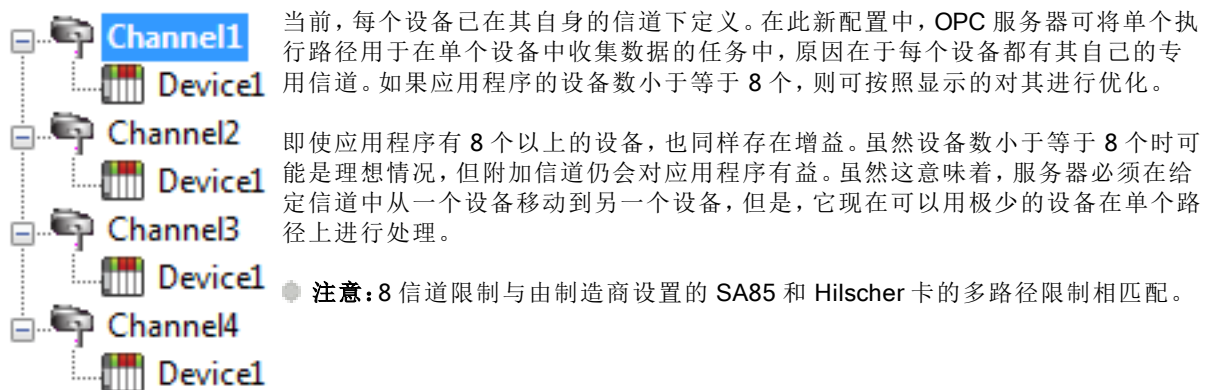 Channel1
Device1
Channel2
Device1
Channel3
Device1
Channel4
Device1
当前，每个设备已在其自身的信道下定义。在此新配置中，OPC 服务器可将单个执
行路径用于在单个设备中收集数据的任务中，原因在于每个设备都有其自己的专
用信道。如果应用程序的设备数小于等于 8 个，则可按照显示的对其进行优化。
即使应用程序有 8 个以上的设备，也同样存在增益。虽然设备数小于等于 8 个时可
能是理想情况，但附加信道仍会对应用程序有益。虽然这意味着，服务器必须在给
定信道中从一个设备移动到另一个设备，但是，它现在可以用极少的设备在单个路
径上进行处理。
注意：8 信道限制与由制造商设置的 SA85 和 Hilscher 卡的多路径限制相匹配。